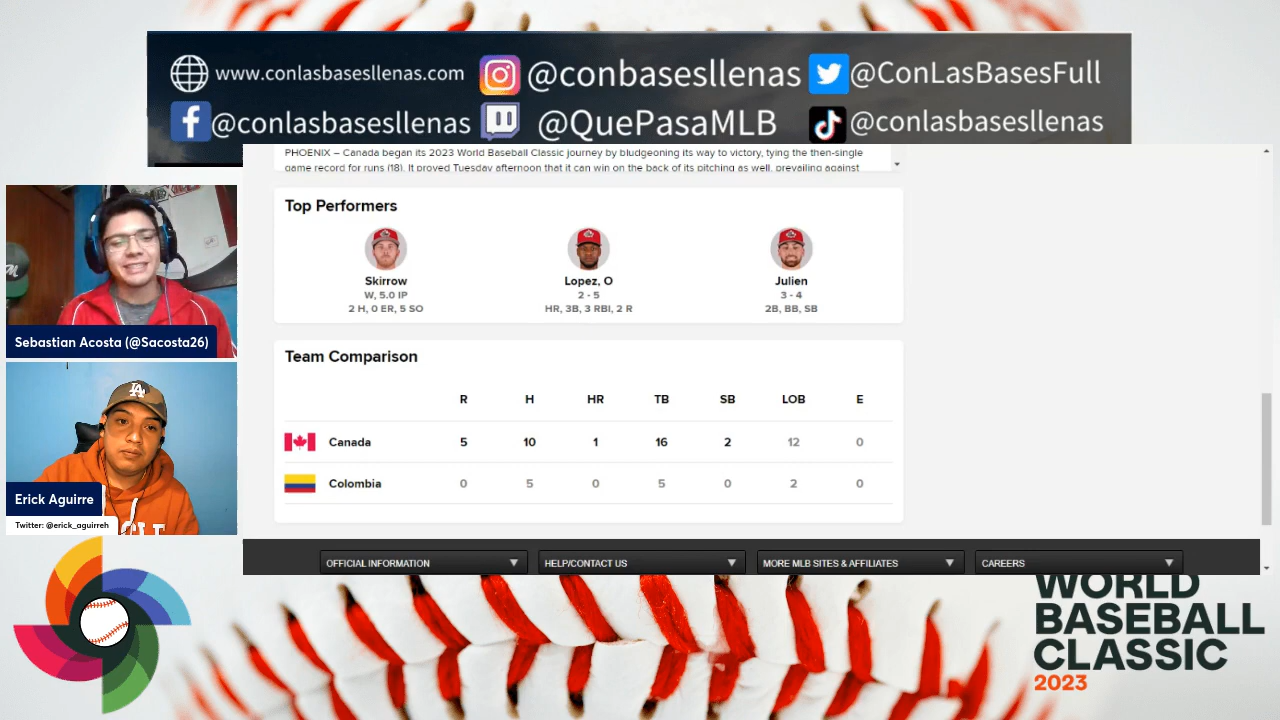 www.conlasbasesllenas.com @conbasesllenas @ConLasBasesFull
@conlasbasesllenas @QuePasaMLB @conlasbasesllenas
PHOENIX – Canada began its 2023 World Baseball Classic journey by bludgeoning its way to victory, tying the then-single
game record for runs (18). It proved Tuesday afternoon that it can win on the back of its pitching as well, prevailing against
Top Performers
Skirrow
W, 5.0 IP
2 H, 0 ER, 5 SO
Lopez, O
2 - 5
HR, 3B, 3 RBI, 2 R
Julien
3 - 4
2B, BB, SB
Team Comparison
R H HR TB SB LOB E
Canada 5 10 1 16 2 12 0
Colombia 0 5 0 5 0 2 0
Sebastian Acosta (@Sacosta26)
LA
Erick Aguirre
Twitter: @erick_aguirreh
OFFICIAL INFORMATION HELP/CONTACT US MORE MLB SITES & AFFILIATES CAREERS
WORLD
BASEBALL
CLASSIC
2023